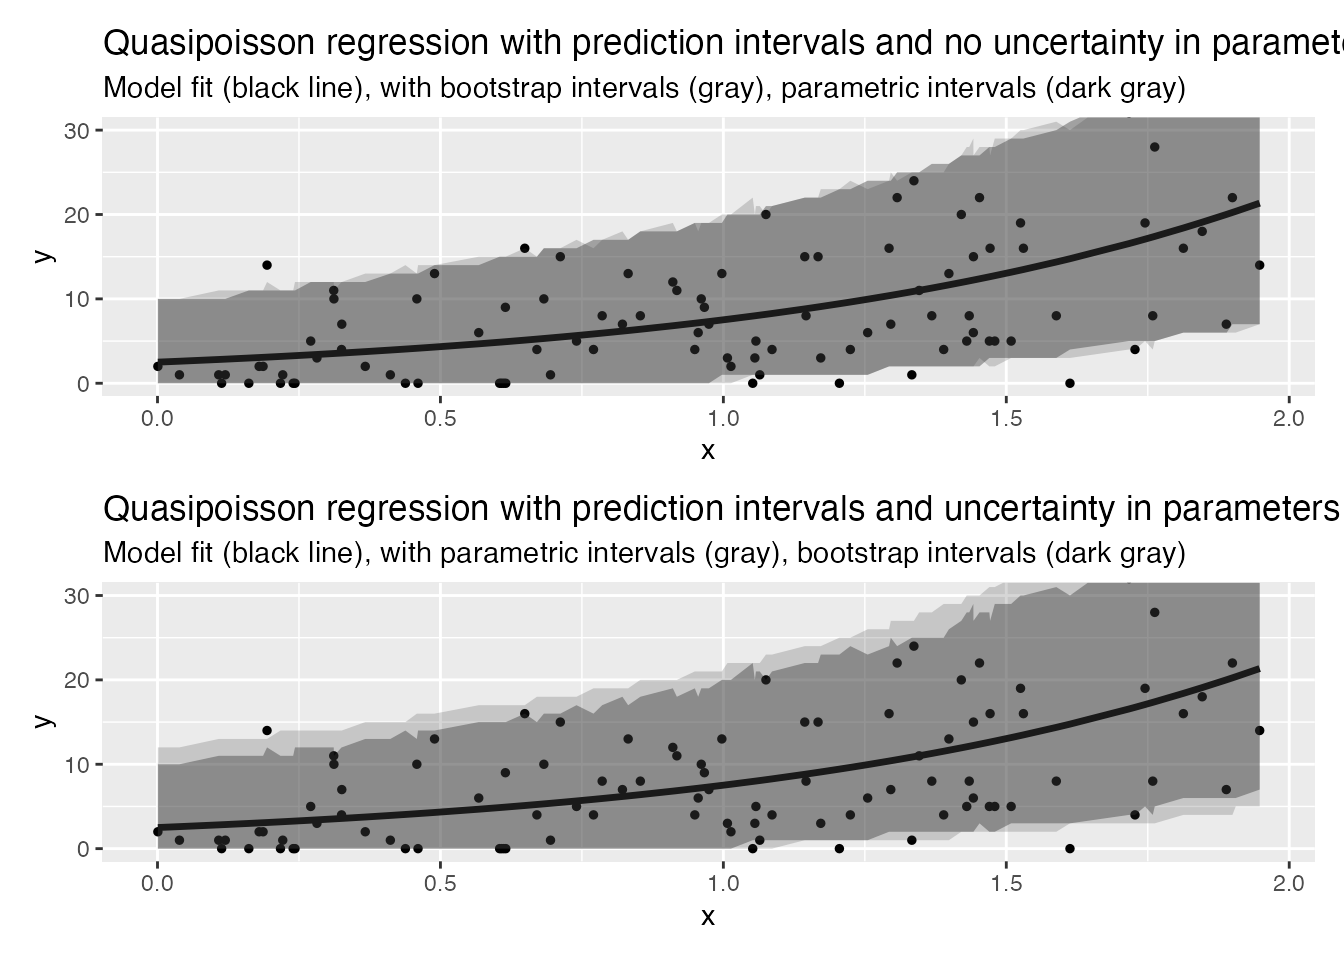 Quasipoisson regression with prediction intervals and no uncertainty in paramet
Model fit (black line), with bootstrap intervals (gray), parametric intervals (dark gray)
30
20
10
0
y
0.0 0.5 1.0 1.5 2.0
x
Quasipoisson regression with prediction intervals and uncertainty in parameters
Model fit (black line), with parametric intervals (gray), bootstrap intervals (dark gray)
30
20
10
0
y
0.0 0.5 1.0 1.5 2.0
x